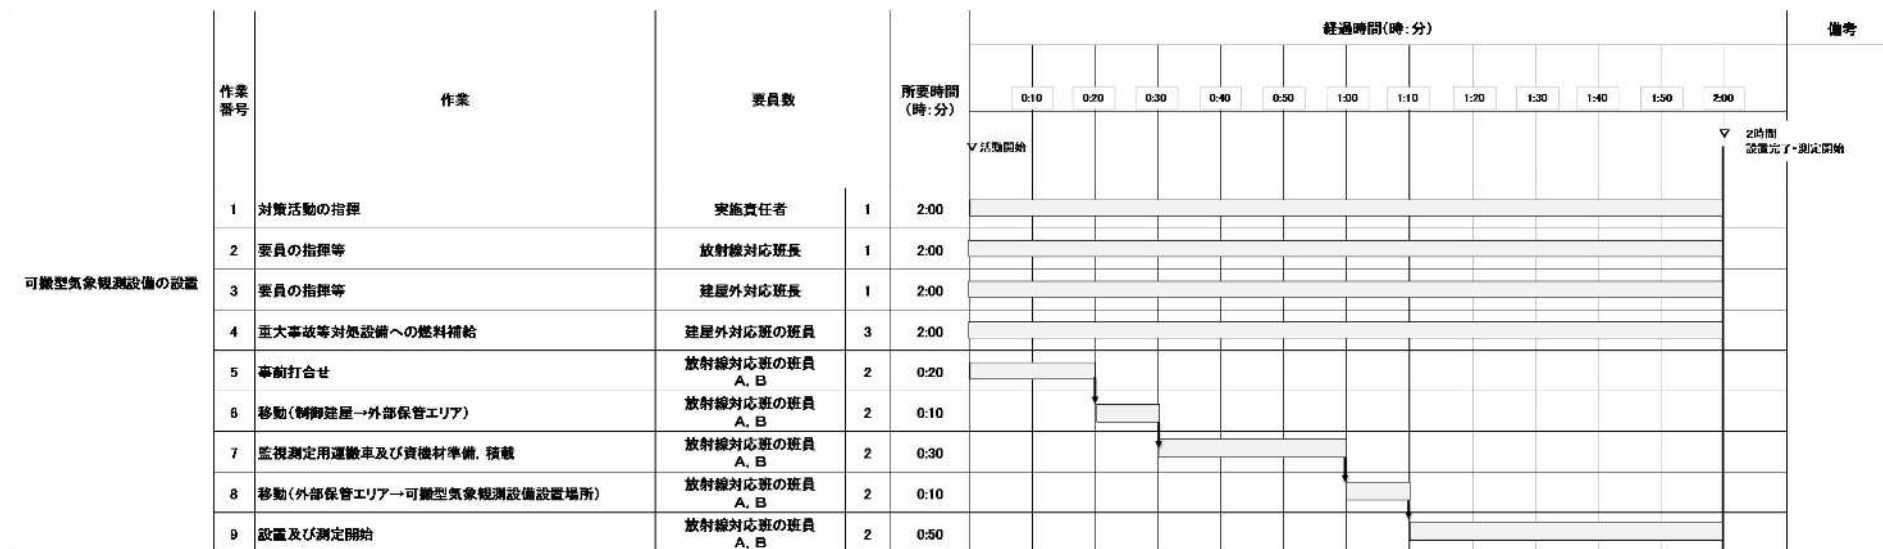 経過時間(時:分)
備考
作業
番号
作業
要員数
所要時間
(時:分)
0:10 0:20 0:30 0:40 0:50 1:00 1:10 1:20 1:30 1:40 1:50 2:00
▽活動開始
▽ 2時間
設置完了・測定開始
可搬型気象観測設備の設置
1 対策活動の指揮 実施責任者 1 2:00
2 要員の指揮等 放射線対応班長 1 2:00
3 要員の指揮等 建屋外対応班長 1 2:00
4 重大事故等対処設備への燃料補給 建屋外対応班の班員 3 2:00
5 事前打合せ 放射線対応班の班員 2 0:20
A, B
6 移動(制御建屋→外部保管エリア) 放射線対応班の班員 2 0:10
A, B
7 監視測定用運搬車及び資機材準備,積載 放射線対応班の班員 2 0:30
A, B
8 移動(外部保管エリア→可搬型気象観測設備設置場所) 放射線対応班の班員 2 0:10
A, B
9 設置及び測定開始 放射線対応班の班員 2 0:50
A, B